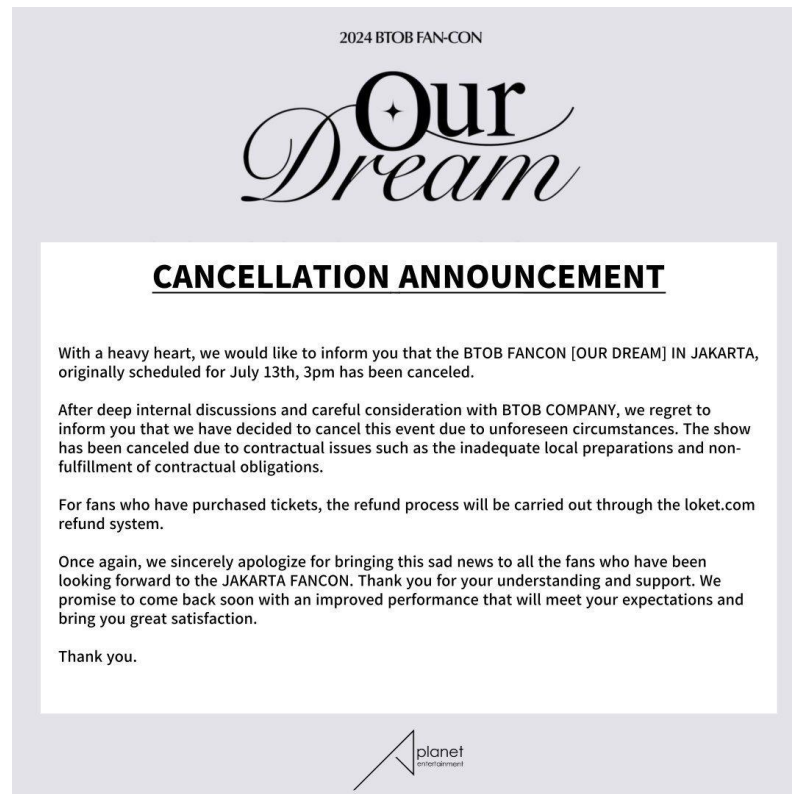 2024 BTOB FAN-CON
Our
Dream
CANCELLATION ANNOUNCEMENT
With a heavy heart, we would like to inform you that the BTOB FANCON [OUR DREAM] IN JAKARTA,
originally scheduled for July 13th, 3pm has been canceled.
After deep internal discussions and careful consideration with BTOB COMPANY, we regret to
inform you that we have decided to cancel this event due to unforeseen circumstances. The show
has been canceled due to contractual issues such as the inadequate local preparations and non-
fulfillment of contractual obligations.
For fans who have purchased tickets, the refund process will be carried out through the loket.com
refund system.
Once again, we sincerely apologize for bringing this sad news to all the fans who have been
looking forward to the JAKARTA FANCON. Thank you for your understanding and support. We
promise to come back soon with an improved performance that will meet your expectations and
bring you great satisfaction.
Thank you.
planet
entertainment